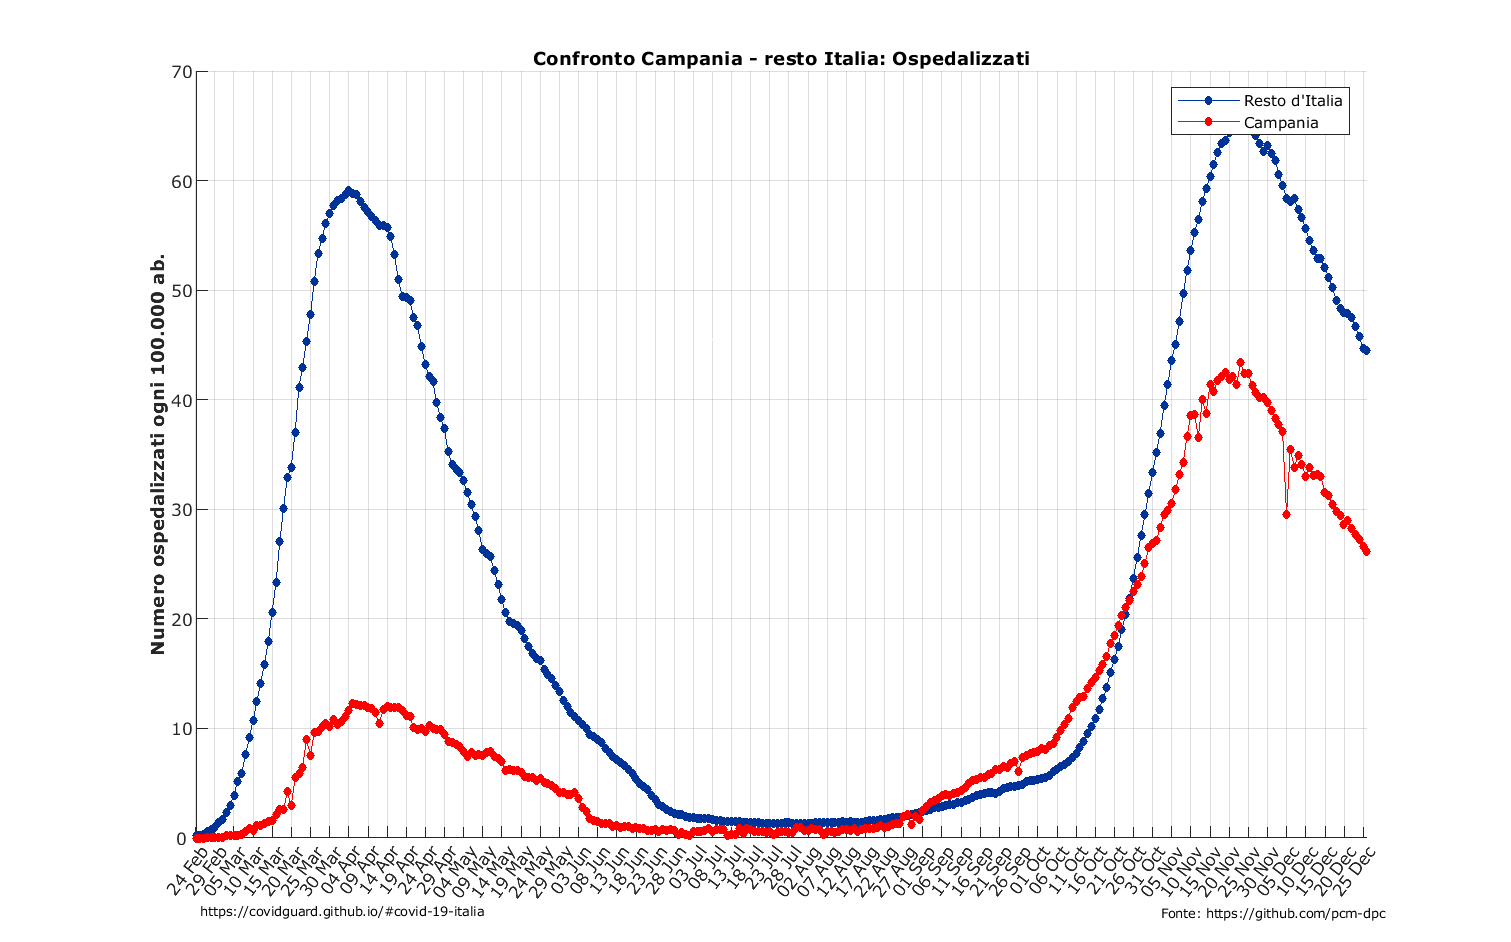 Confronto Campania - resto Italia: Ospedalizzati
Resto d'Italia
Campania
Numero ospedalizzati ogni 100.000 ab.
70
60
50
40
30
20
10
0
24 Feb
29 Feb
05 Mar
10 Mar
15 Mar
20 Mar
25 Mar
30 Mar
04 Apr
09 Apr
14 Apr
19 Apr
24 Apr
29 Apr
04 May
09 May
14 May
19 May
24 May
29 May
03 Jun
08 Jun
13 Jun
18 Jun
23 Jun
28 Jun
03 Jul
08 Jul
13 Jul
18 Jul
23 Jul
28 Jul
02 Aug
07 Aug
12 Aug
17 Aug
22 Aug
27 Aug
01 Sep
06 Sep
11 Sep
16 Sep
21 Sep
26 Sep
01 Oct
06 Oct
11 Oct
16 Oct
21 Oct
26 Oct
31 Oct
05 Nov
10 Nov
15 Nov
20 Nov
25 Nov
30 Nov
05 Dec
10 Dec
15 Dec
20 Dec
25 Dec
https://covidguard.github.io/#covid-19-italia
Fonte: https://github.com/pcm-dpc